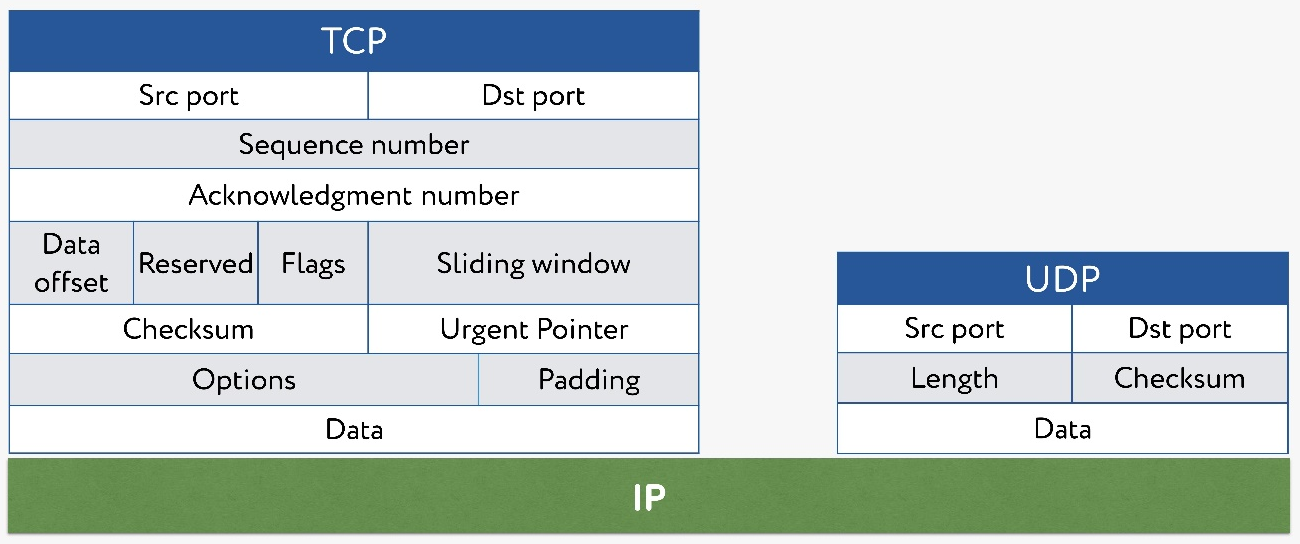 TCP
Src port Dst port
Sequence number
Acknowledgment number
Data
offset
Reserved Flags Sliding window
Checksum Urgent Pointer
Options Padding
Data
UDP
Src port Dst port
Length Checksum
Data
IP